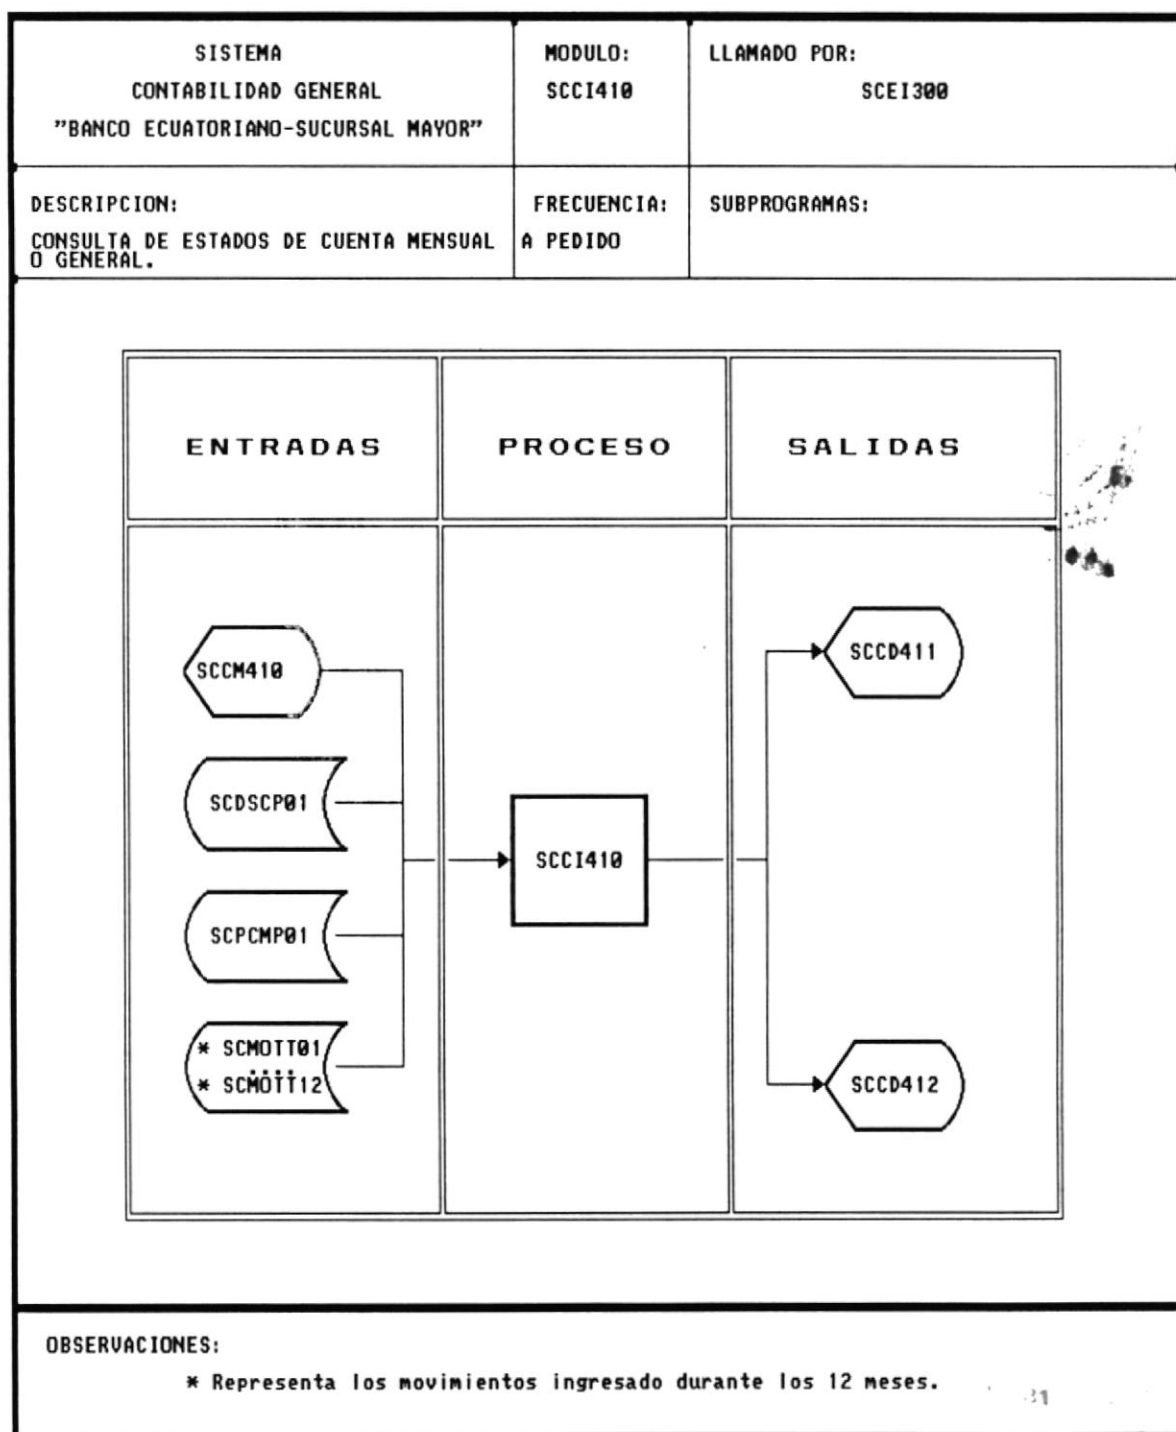 SISTEMA
CONTABILIDAD GENERAL
"BANCO ECUATORIANO-SUCURSAL MAYOR"
MODULO:
SCCI410
LLAMADO POR:
SCEI300
DESCRIPCION:
CONSULTA DE ESTADOS DE CUENTA MENSUAL
O GENERAL.
FRECUENCIA:
A PEDIDO
SUBPROGRAMAS:
ENTRADAS
PROCESO
SALIDAS
SCCM410
SCDSCP01
SCPCMP01
* SCMOTT01
....
* SCMOTT12
SCCI410
SCCD411
SCCD412
OBSERVACIONES:
* Representa los movimientos ingresado durante los 12 meses.